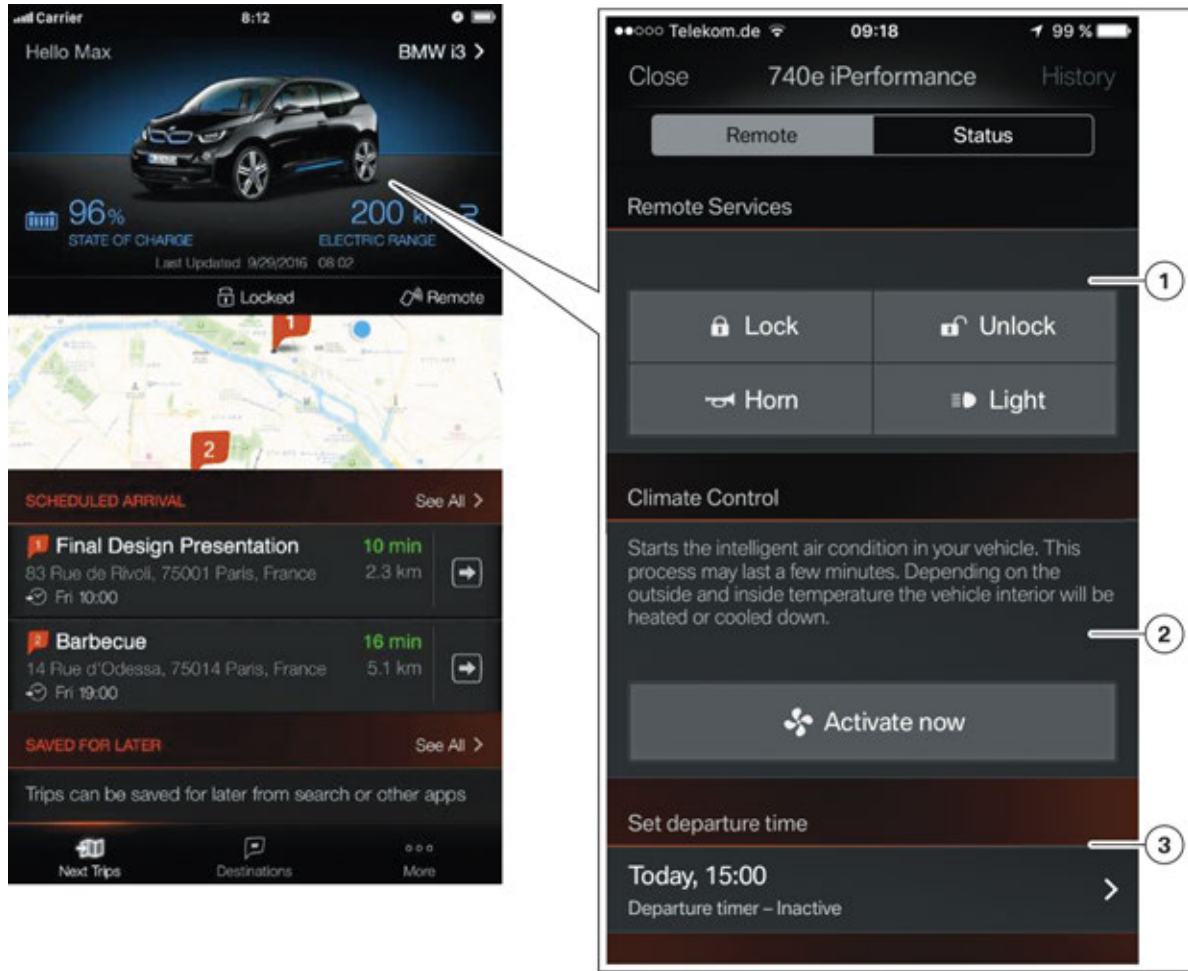 Carrier 8:12
Hello Max BMW i3 >
96% 200 km
STATE OF CHARGE ELECTRIC RANGE
Last Updated 9/29/2016 08:02
Locked Remote
1
2
SCHEDULED ARRIVAL See All >
1 Final Design Presentation 10 min
83 Rue de Rivoli, 75001 Paris, France 2.3 km
Fri 10:00
2 Barbecue 16 min
14 Rue d'Odessa, 75014 Paris, France 5.1 km
Fri 19:00
SAVED FOR LATER See All >
Trips can be saved for later from search or other apps
Next Trips Destinations More
Telekom.de 09:18 99 %
Close 740e iPerformance History
Remote Status
Remote Services
1
Lock Unlock
Horn Light
Climate Control
Starts the intelligent air condition in your vehicle. This
process may last a few minutes. Depending on the
outside and inside temperature the vehicle interior will be
heated or cooled down.
2
Activate now
Set departure time
3
Today, 15:00 >
Departure timer – Inactive